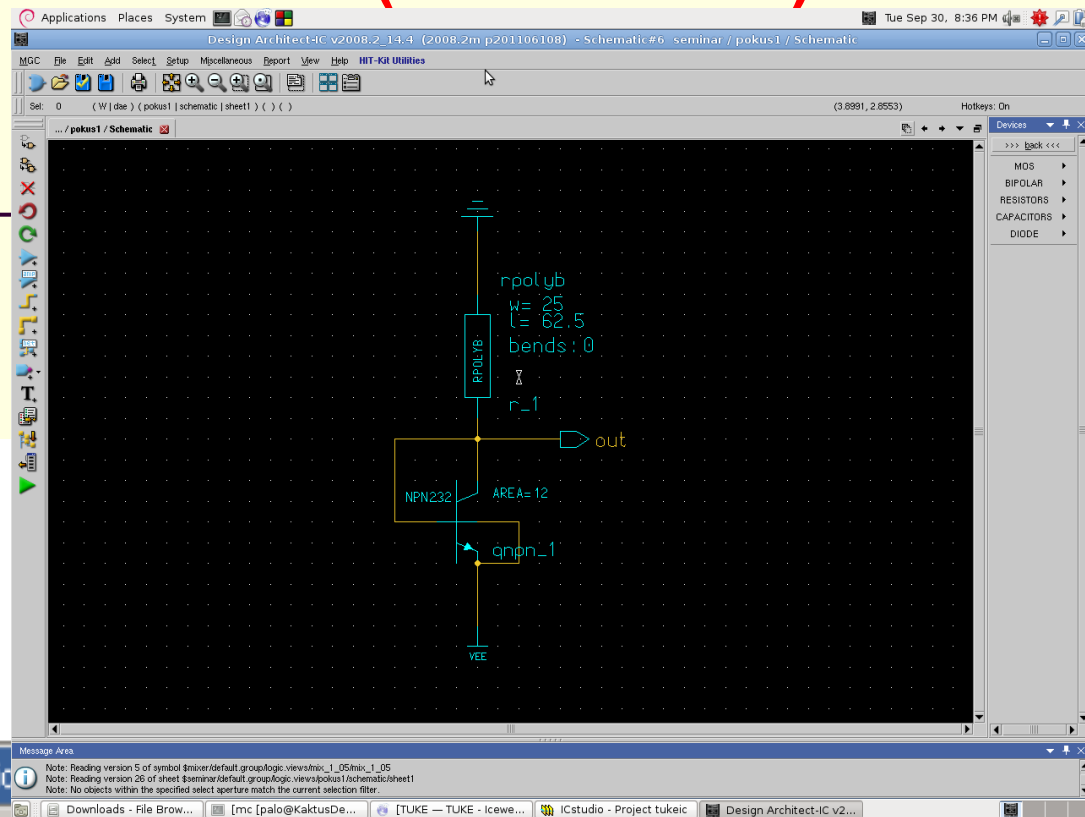 Applications Places System
Tue Sep 30, 8:36 PM
Design Architect-IC v2008.2_14.4 (2008.2m p201106108) - Schematic#6 seminar / pokus1 / Schematic
MGC File Edit Add Select Setup Miscellaneous Report View Help HIT-Kit Utilities
Sel: 0 ( W | dae ) ( pokus1 | schematic | sheet1 ) ( ) ( ) (3.8991, 2.8553) Hotkeys: On
... / pokus1 / Schematic
Devices
>>> back <<<
MOS
BIPOLAR
RESISTORS
CAPACITORS
DIODE
rpolyb
w= 25
l= 62.5
bends:0
RPOLYB
r_1
out
NPN232
AREA=12
qnpn_1
VEE
Message Area
Note: Reading version 5 of symbol $mixer/default.group/logic.views/mix_1_05/mix_1_05
Note: Reading version 26 of sheet $seminar/default.group/logic.views/pokus1/schematic/sheet1
Note: No objects within the specified select aperture match the current selection filter.
Downloads - File Brow... [mc [palo@KaktusDe... [TUKE — TUKE - Icewe... ICstudio - Project tukeic Design Architect-IC v2...